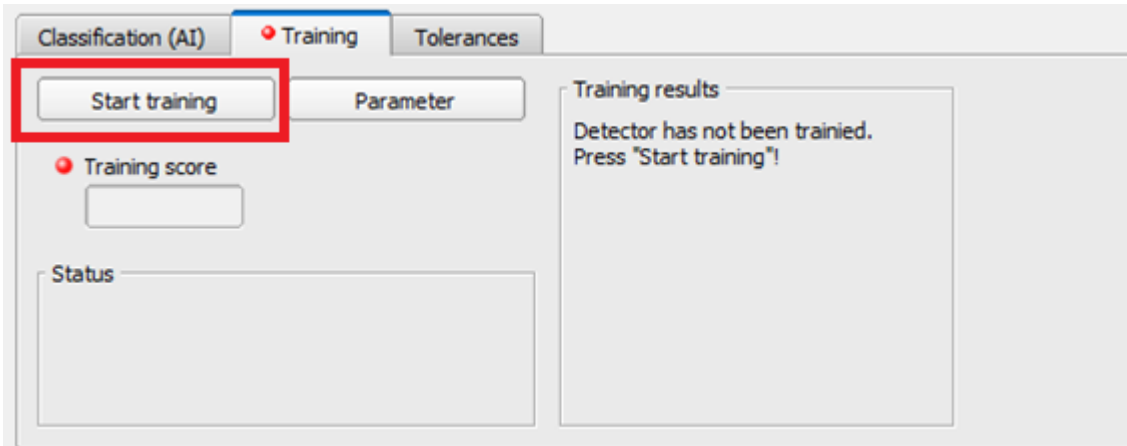 Classification (AI)
Training
Tolerances
Start training
Parameter
Training results
Detector has not been trainied.
Press "Start training"!
Training score
Status